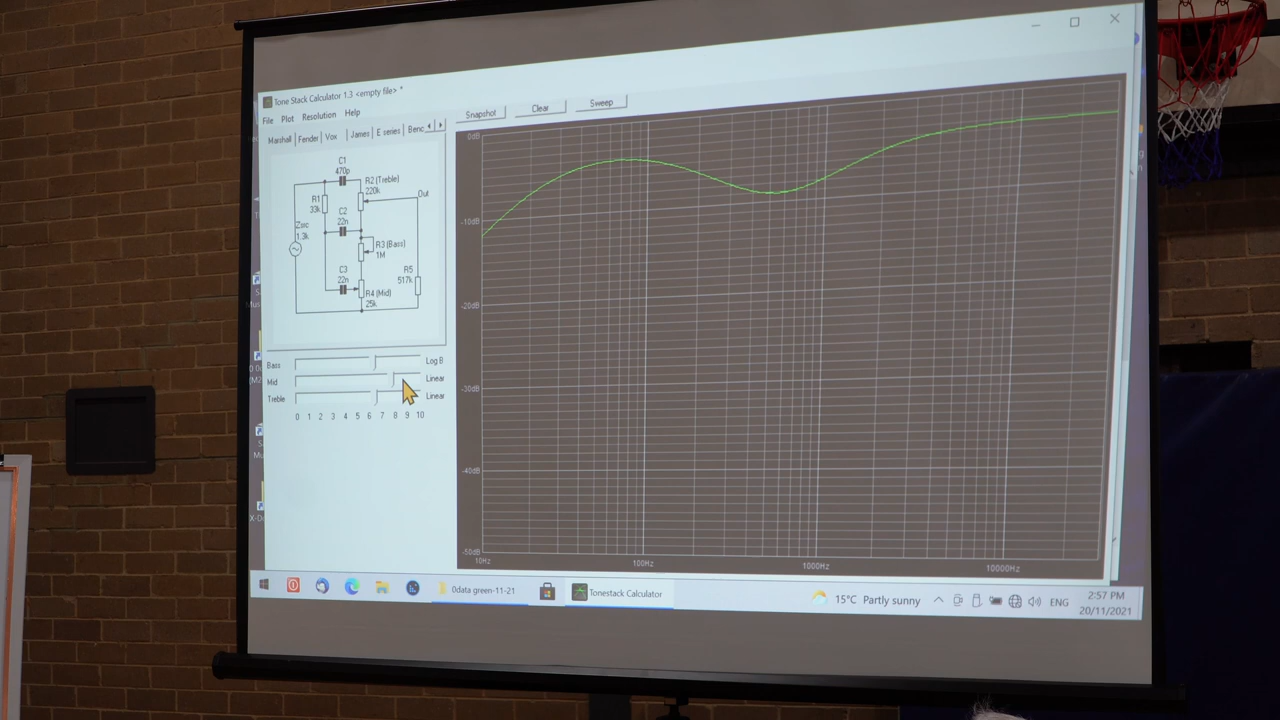 Tone Stack Calculator 1.3 <empty file> *
File Plot Resolution Help
Snapshot Clear Sweep
Marshall Fender Vox James E series Benc
C1
470p
R2 (Treble)
220k
Out
R1
33k
C2
22n
Zsrc
1.3k
R3 (Bass)
1M
C3
22n
R5
517k
R4 (Mid)
25k
Bass Log B
Mid Linear
Treble Linear
0 1 2 3 4 5 6 7 8 9 10
0dB
-10dB
-20dB
-30dB
-40dB
-50dB
10Hz 100Hz 1000Hz 10000Hz
0data green-11-21
Tonestack Calculator
15°C Partly sunny
ENG
2:57 PM
20/11/2021